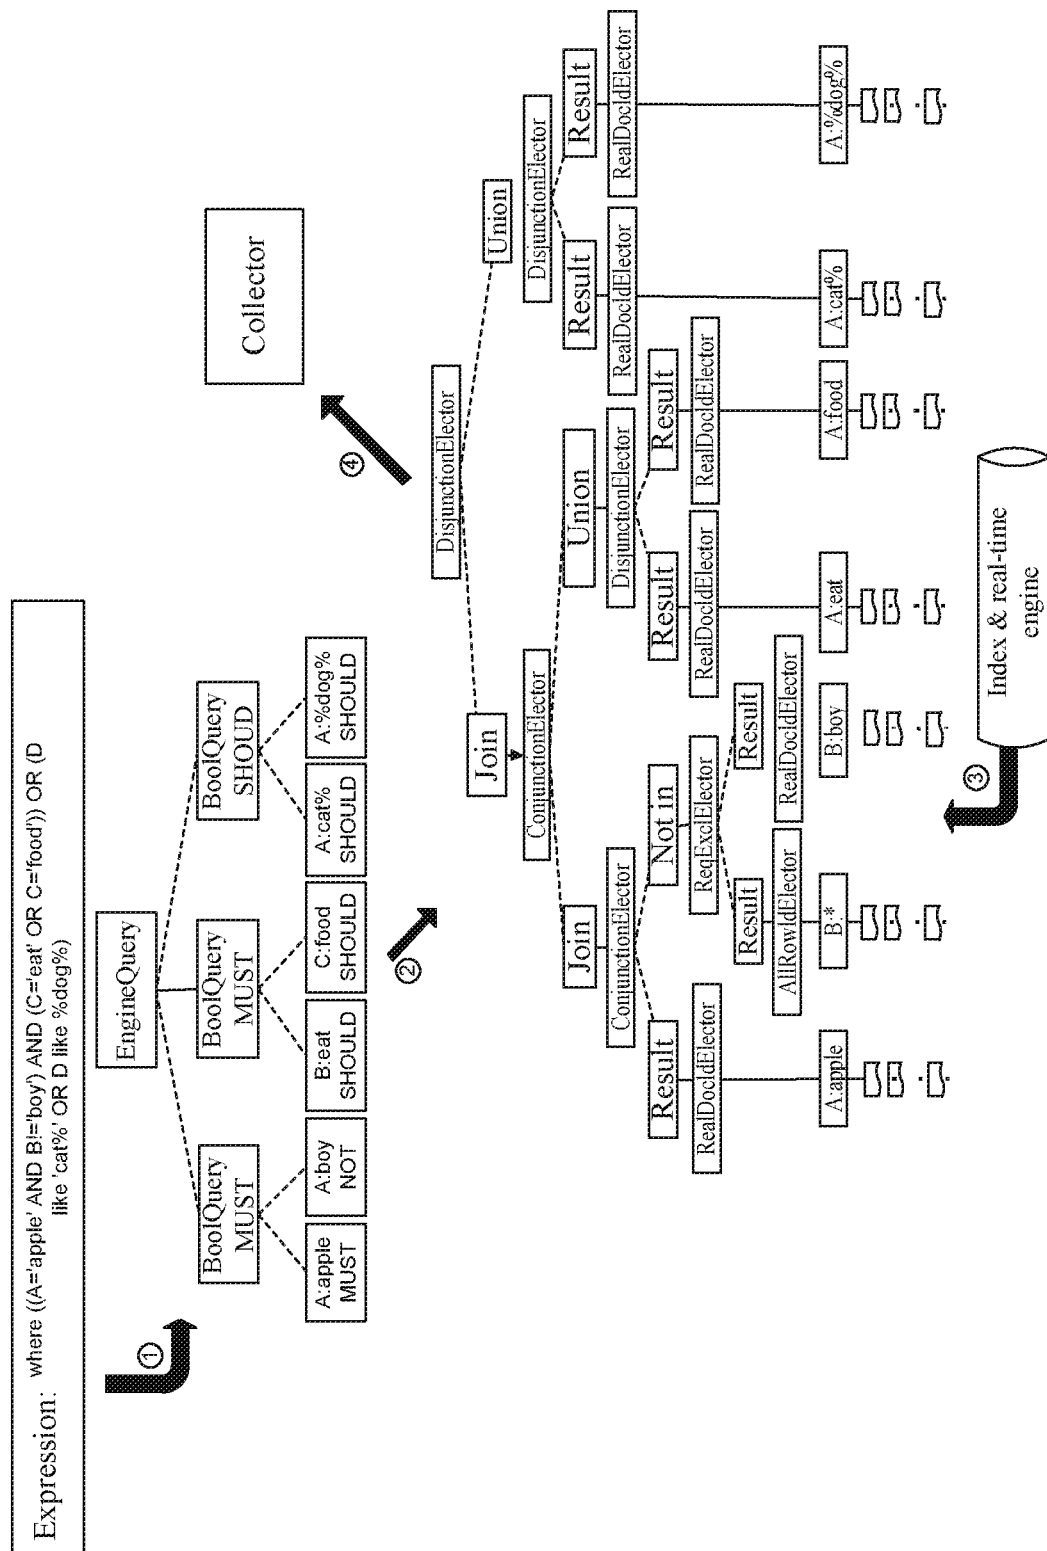 Expression: where ((A='apple' AND B!='boy') AND (C='eat' OR C='food')) OR (D
like 'cat%' OR D like %dog%)
①
EngineQuery
BoolQuery
MUST
BoolQuery
MUST
BoolQuery
SHOUD
A:apple
MUST
A:boy
NOT
B:eat
SHOULD
C:food
SHOULD
A:cat%
SHOULD
A:%dog%
SHOULD
②
④
Collector
DisjunctionElector
Join
Union
ConjunctionElector
DisjunctionElector
Join
Union
Result
Result
ConjunctionElector
DisjunctionElector
RealDocIdElector
RealDocIdElector
Result
Not in
Result
Result
RealDocIdElector
ReqExclElector
RealDocIdElector
RealDocIdElector
Result
Result
AllRowIdElector
RealDocIdElector
A:apple
B:*
B:boy
A:eat
A:food
A:cat%
A:%dog%
③
Index & real-time
engine